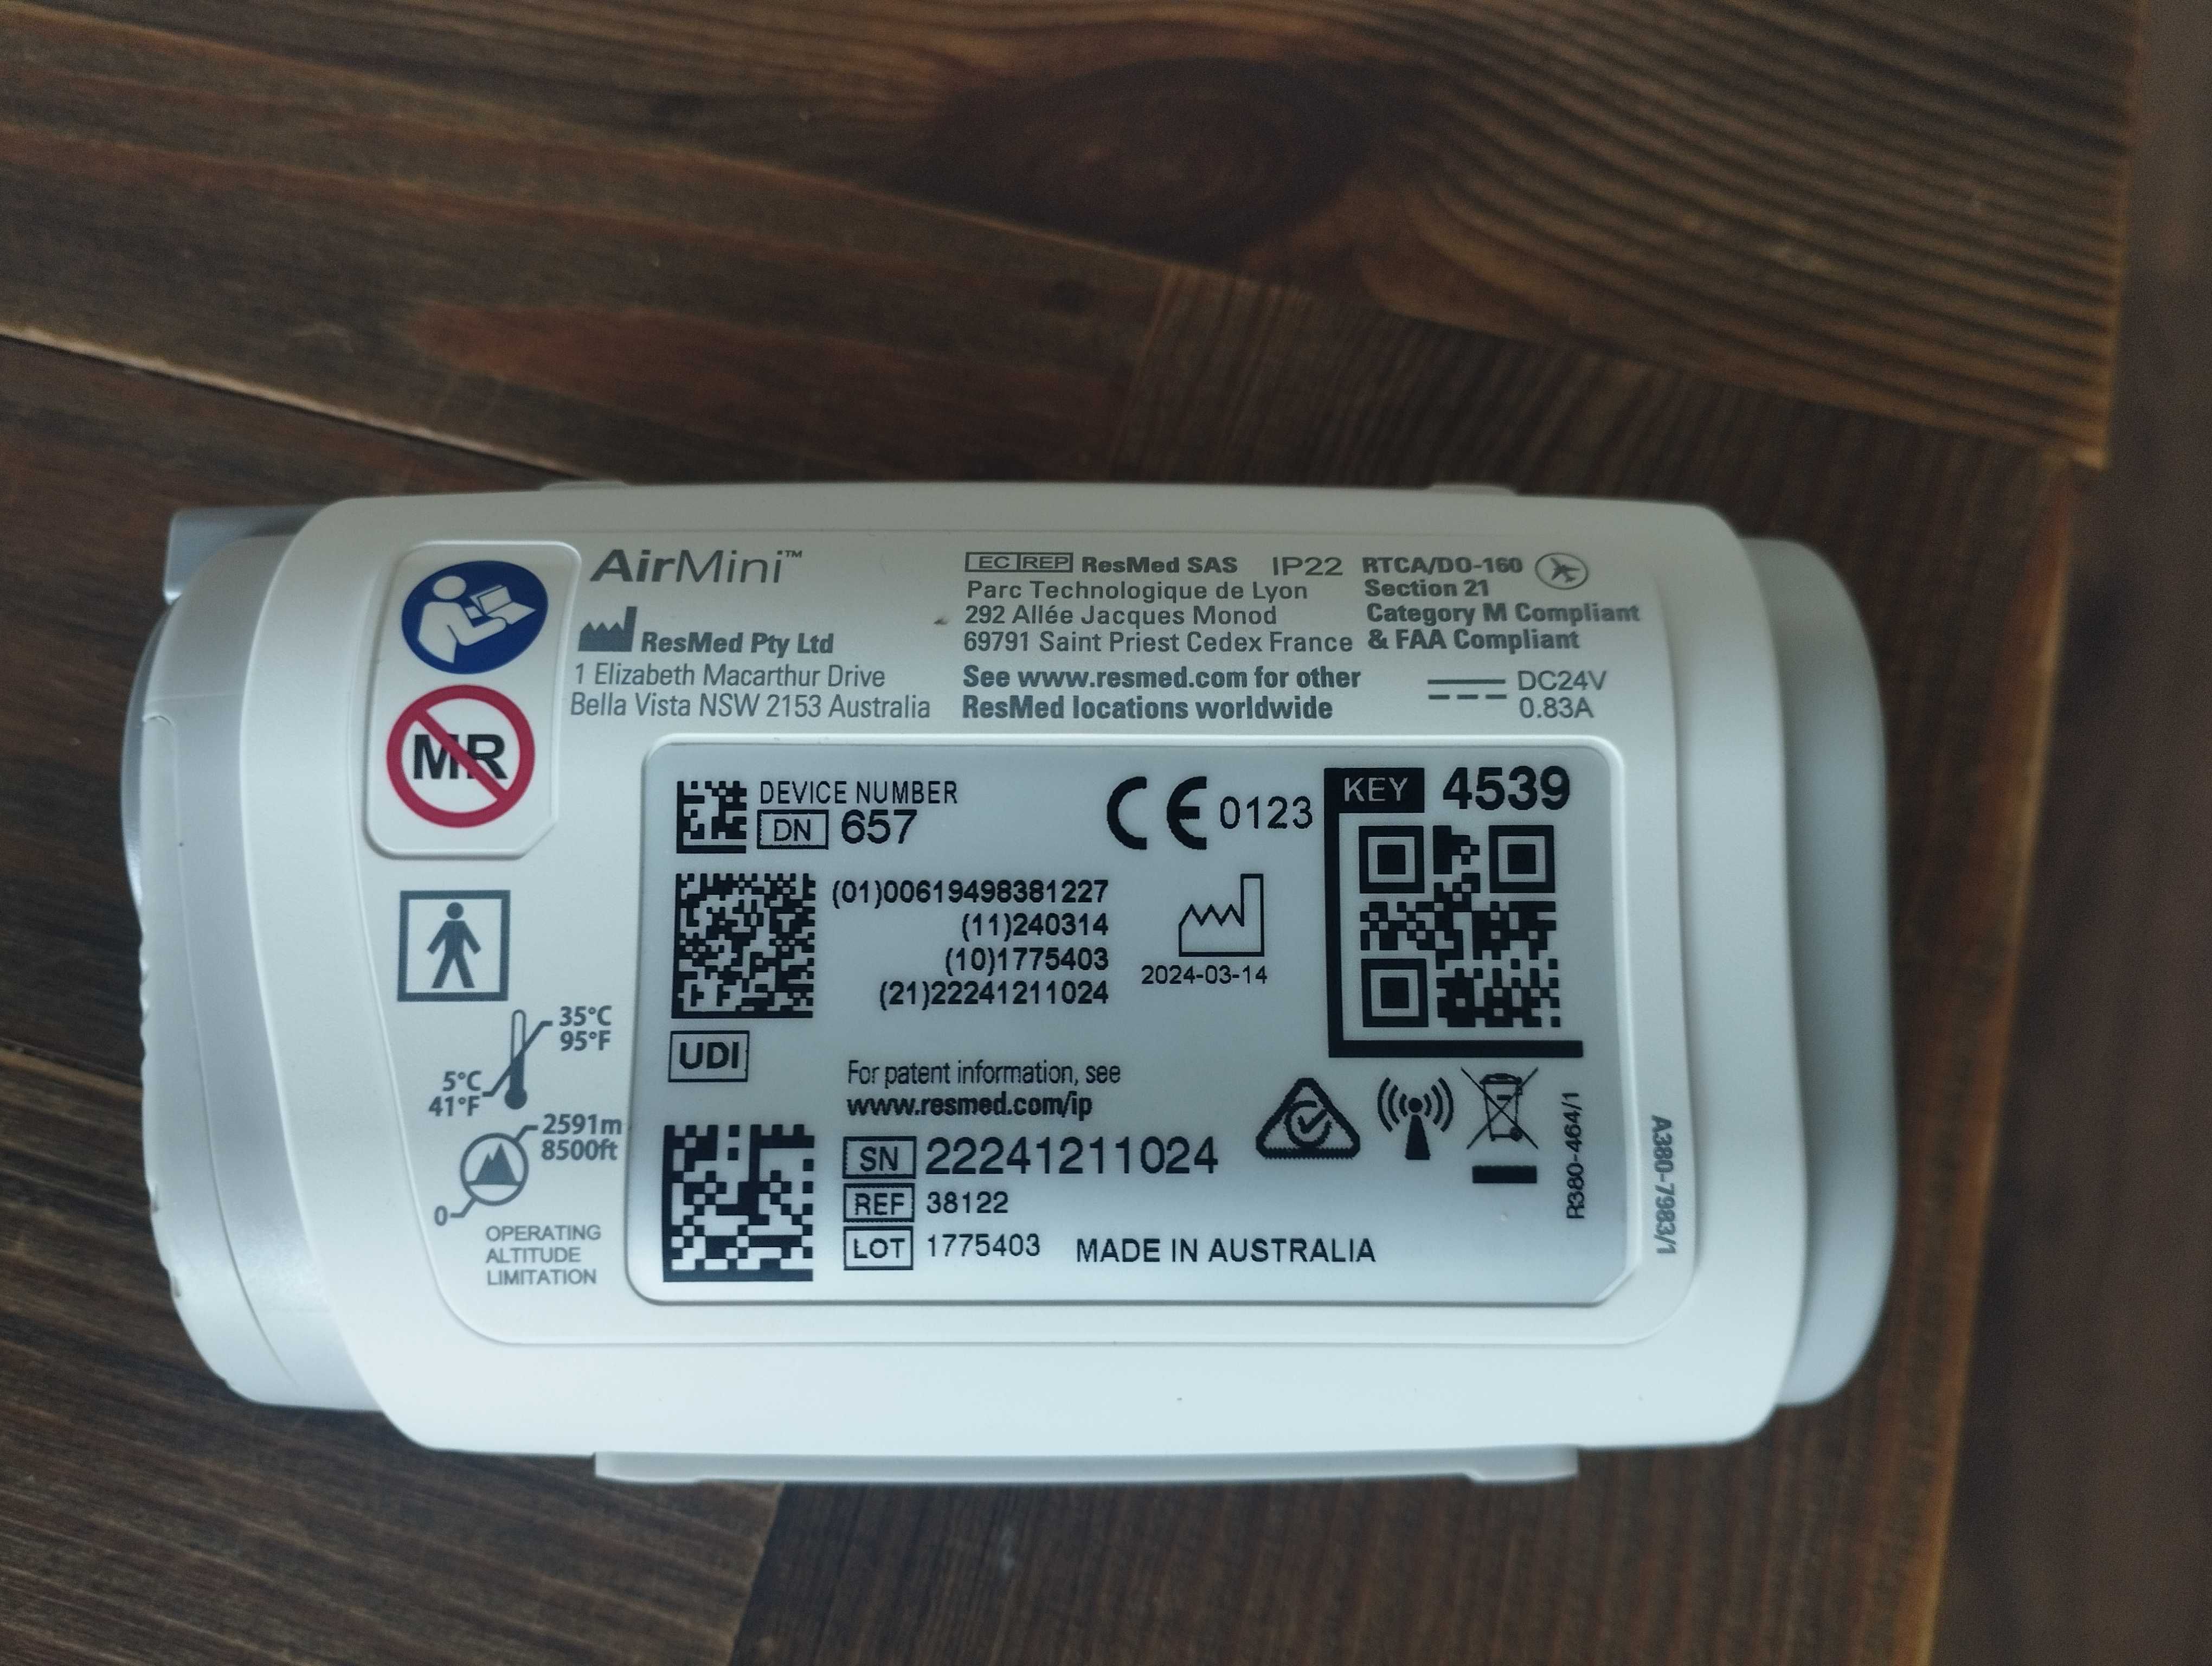 AirMini™
ResMed Pty Ltd
1 Elizabeth Macarthur Drive
Bella Vista NSW 2153 Australia
EC REP ResMed SAS
Parc Technologique de Lyon
292 Allée Jacques Monod
69791 Saint Priest Cedex France
See www.resmed.com for other
ResMed locations worldwide
IP22
RTCA/DO-160
Section 21
Category M Compliant
& FAA Compliant
DC24V
0.83A
MR
35°C
95°F
5°C
41°F
2591m
8500ft
0
OPERATING
ALTITUDE
LIMITATION
DEVICE NUMBER
DN 657
CE 0123
KEY 4539
(01)00619498381227
(11)240314
(10)1775403
(21)22241211024
2024-03-14
UDI
For patent information, see
www.resmed.com/ip
SN 22241211024
REF 38122
LOT 1775403
MADE IN AUSTRALIA
R380-464/1
A380-7983/1